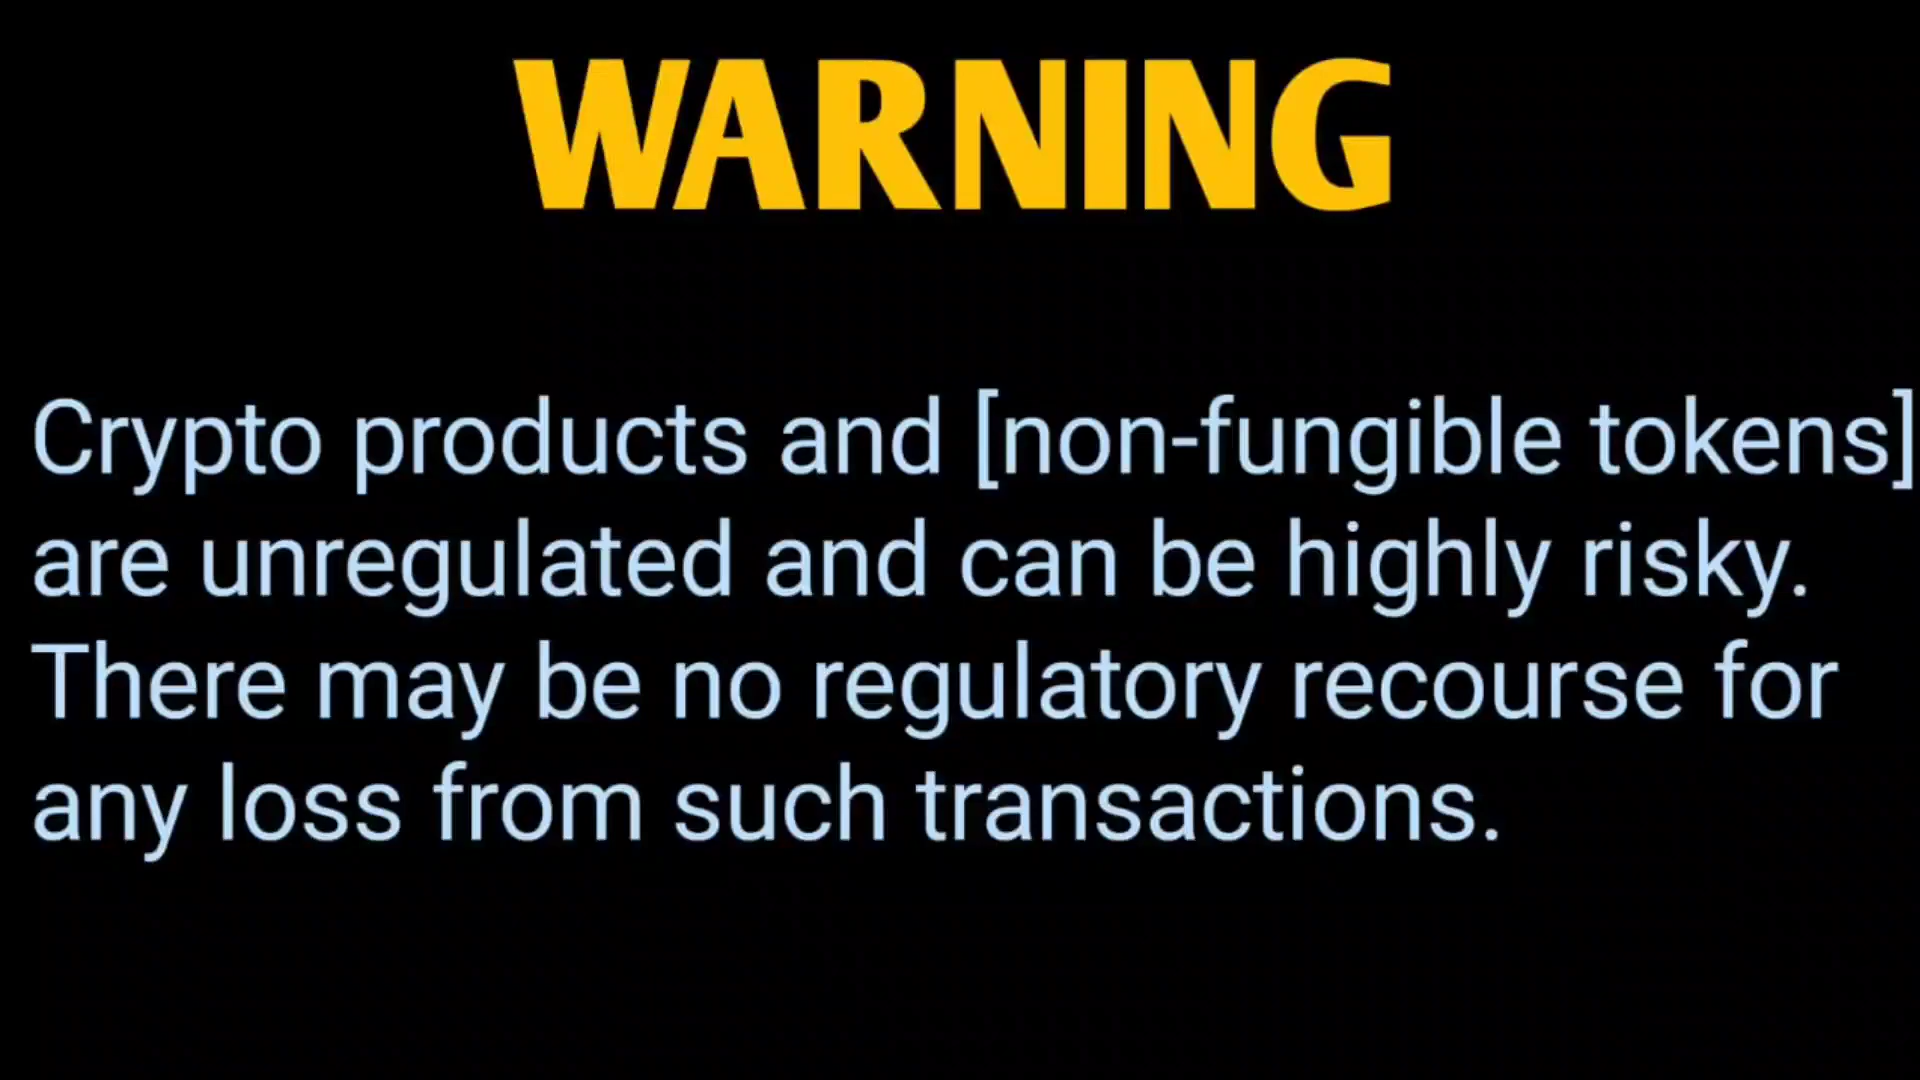 WARNING
Crypto products and [non-fungible tokens]
are unregulated and can be highly risky.
There may be no regulatory recourse for
any loss from such transactions.